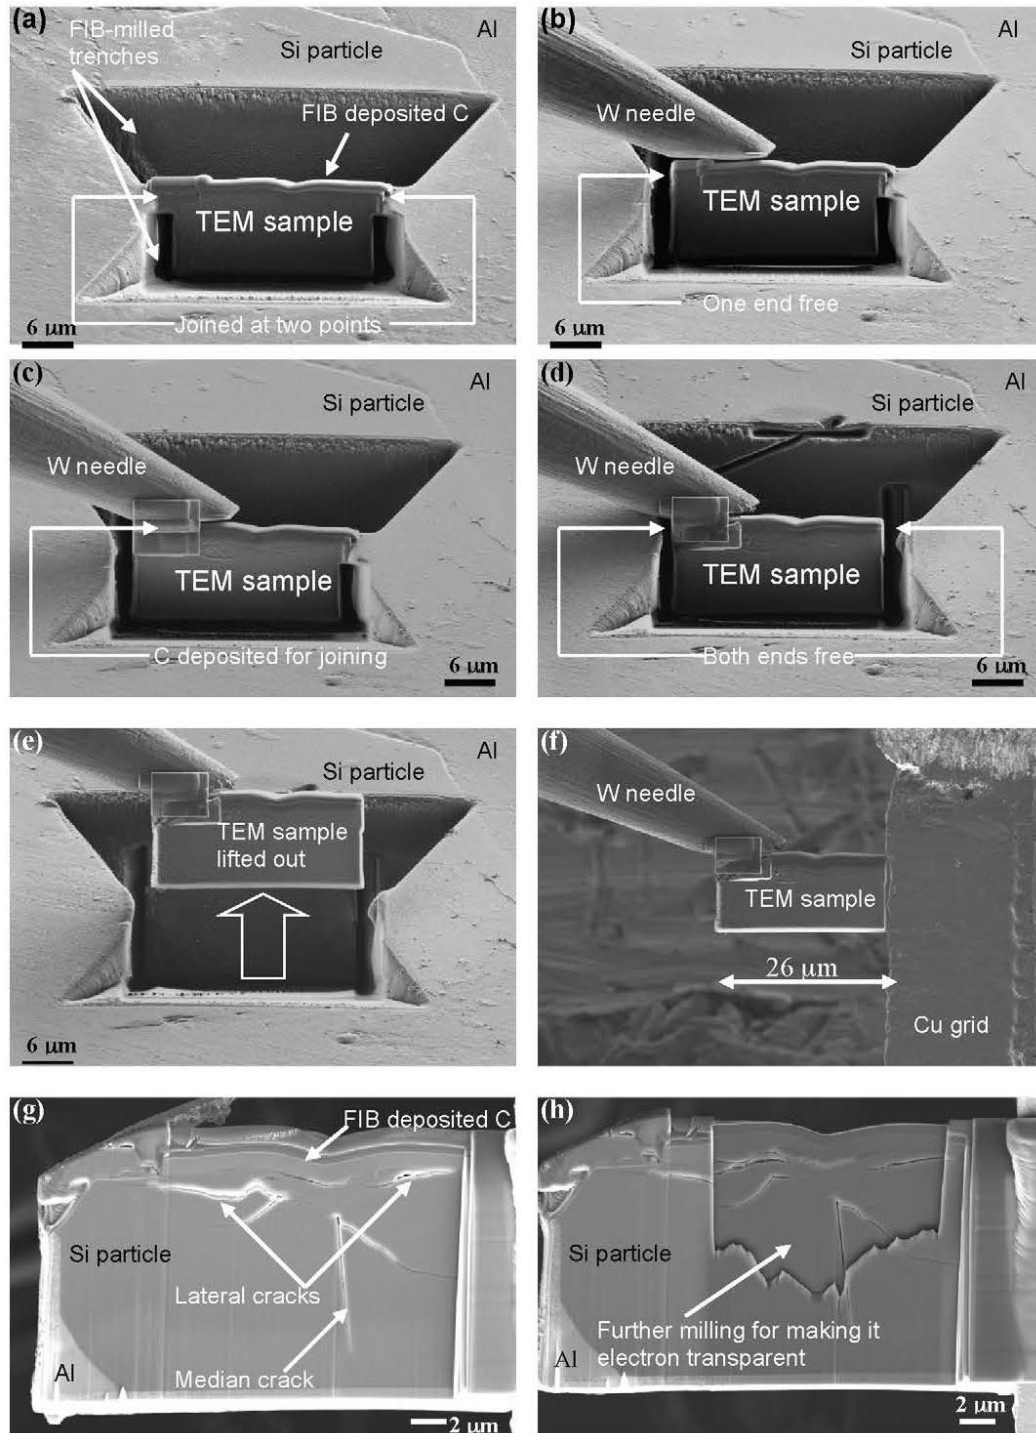 (a)
Al
FIB-milled
trenches
Si particle
FIB deposited C
TEM sample
Joined at two points
6 μm
(b)
Al
Si particle
W needle
TEM sample
One end free
6 μm
(c)
Al
Si particle
W needle
TEM sample
C deposited for joining
6 μm
(d)
Al
Si particle
W needle
TEM sample
Both ends free
6 μm
(e)
Al
Si particle
TEM sample
lifted out
6 μm
(f)
W needle
TEM sample
26 μm
Cu grid
(g)
FIB deposited C
Si particle
Lateral cracks
Al
Median crack
2 μm
(h)
Si particle
Further milling for making it
electron transparent
Al
2 μm